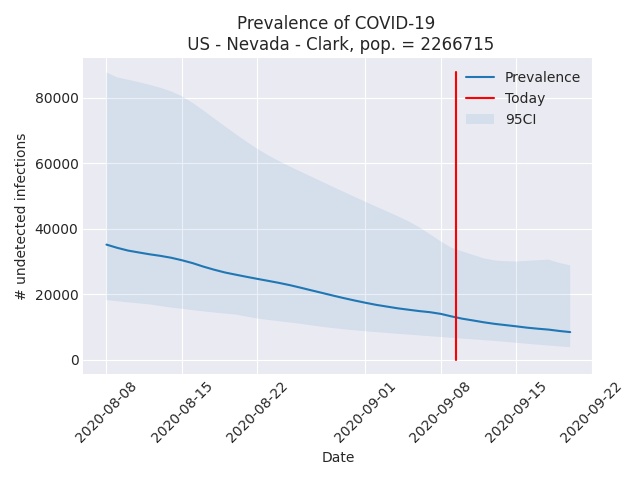 Prevalence of COVID-19
US - Nevada - Clark, pop. = 2266715
Prevalence
Today
95CI
80000
60000
40000
20000
0
# undetected infections
2020-08-08
2020-08-15
2020-08-22
2020-09-01
2020-09-08
2020-09-15
2020-09-22
Date